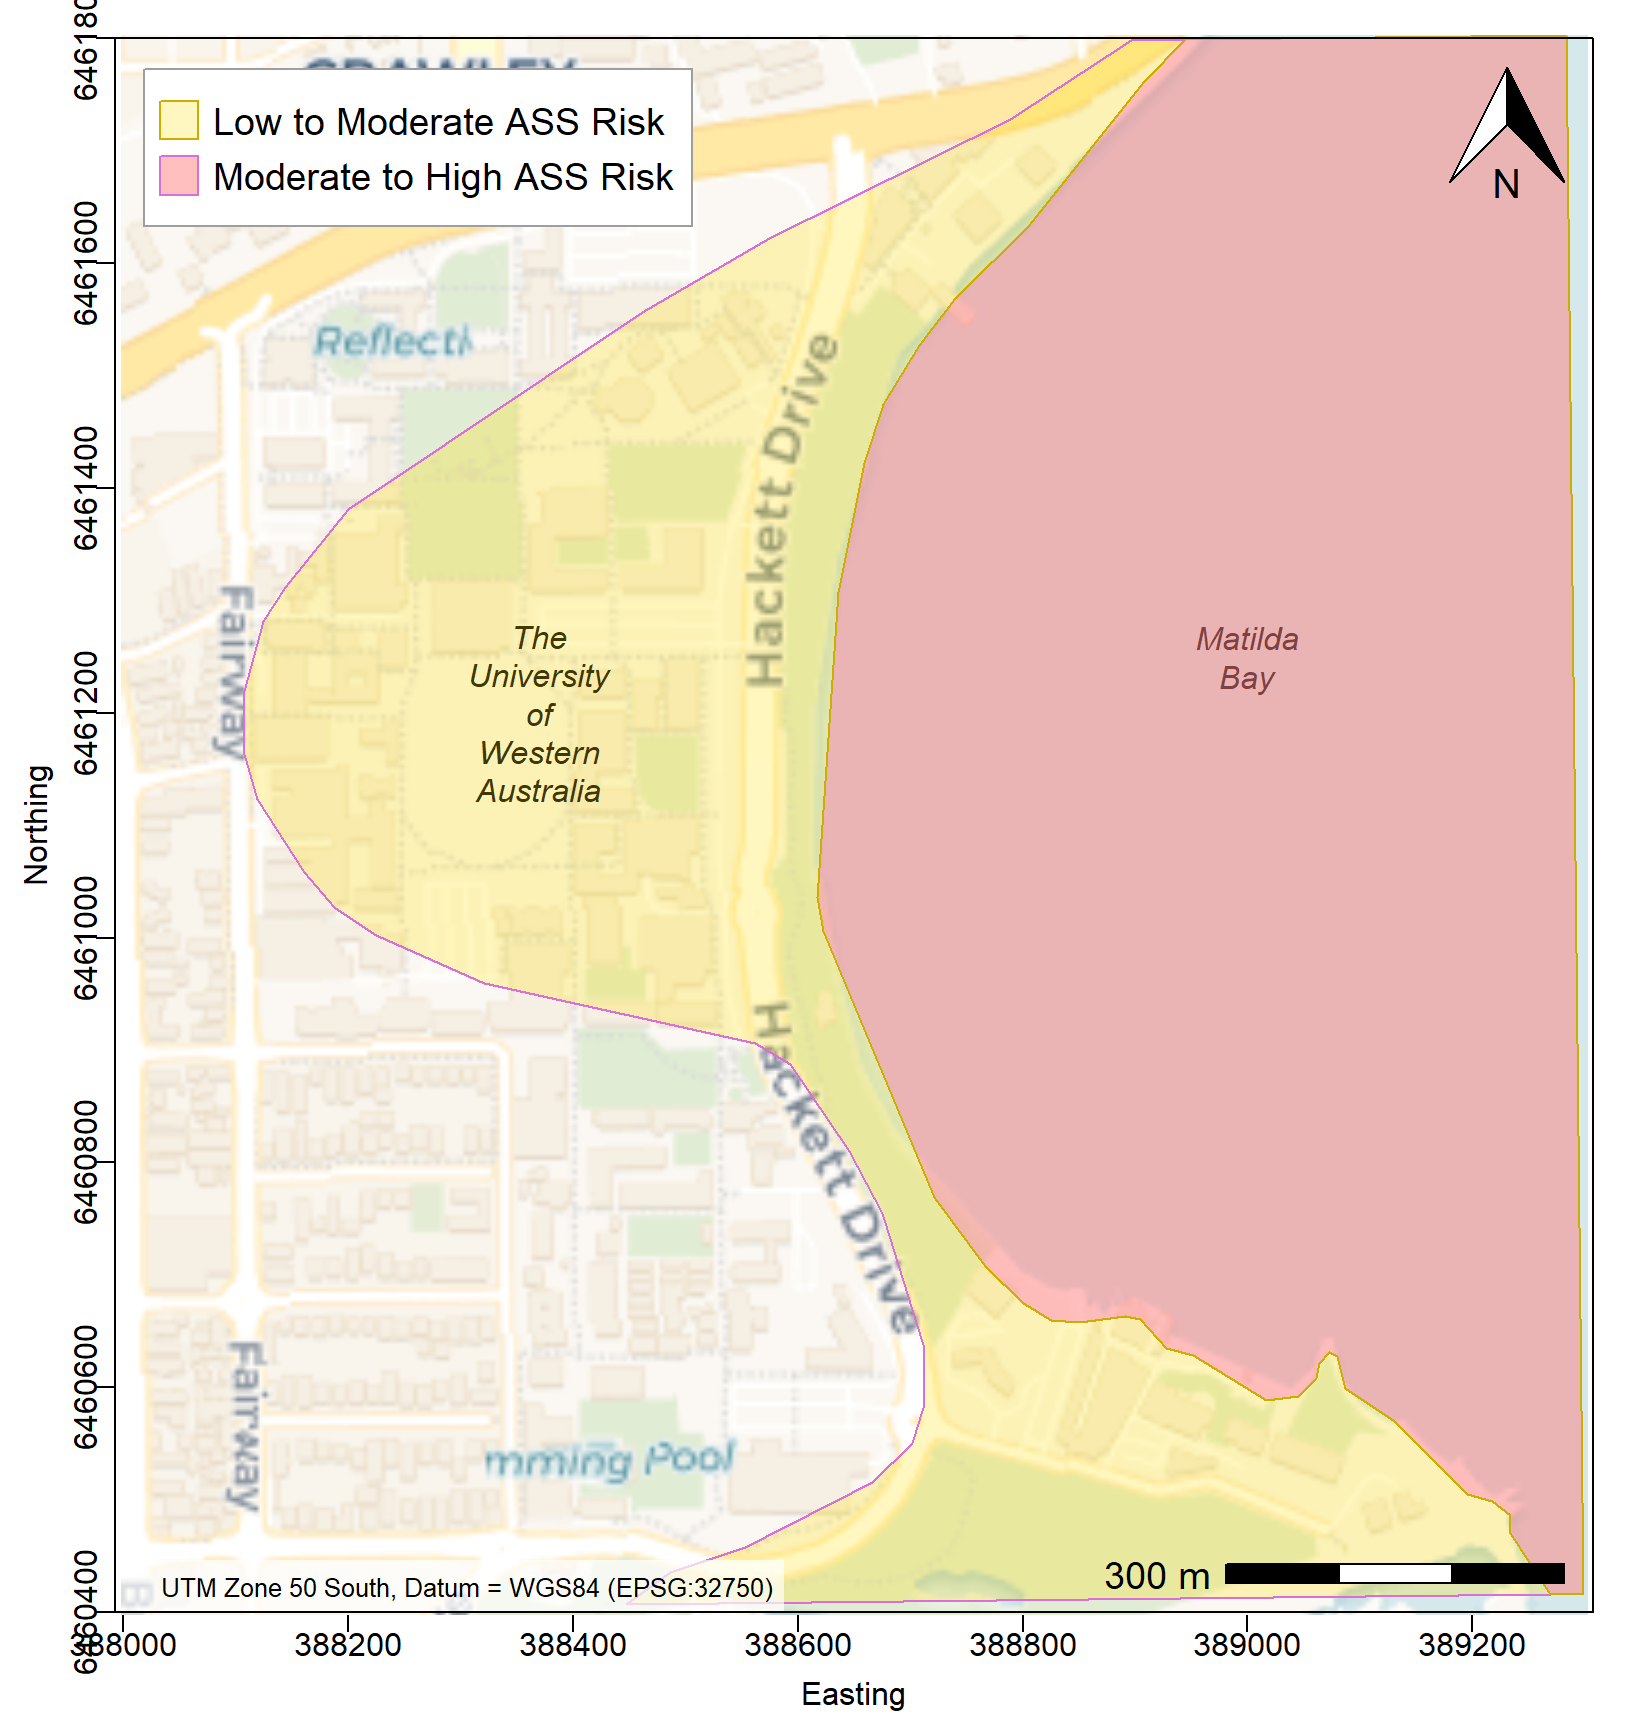 CRAWLEY
Low to Moderate ASS Risk
Moderate to High ASS Risk
N
Reflecti
Hackett Drive
Fairway
The
University
of
Western
Australia
Matilda
Bay
Hackett Drive
Fairway
mming Pool
B
300 m
UTM Zone 50 South, Datum = WGS84 (EPSG:32750)
6461800
6461600
6461400
6461200
6461000
6460800
6460600
6460400
Northing
388000
388200
388400
388600
388800
389000
389200
Easting